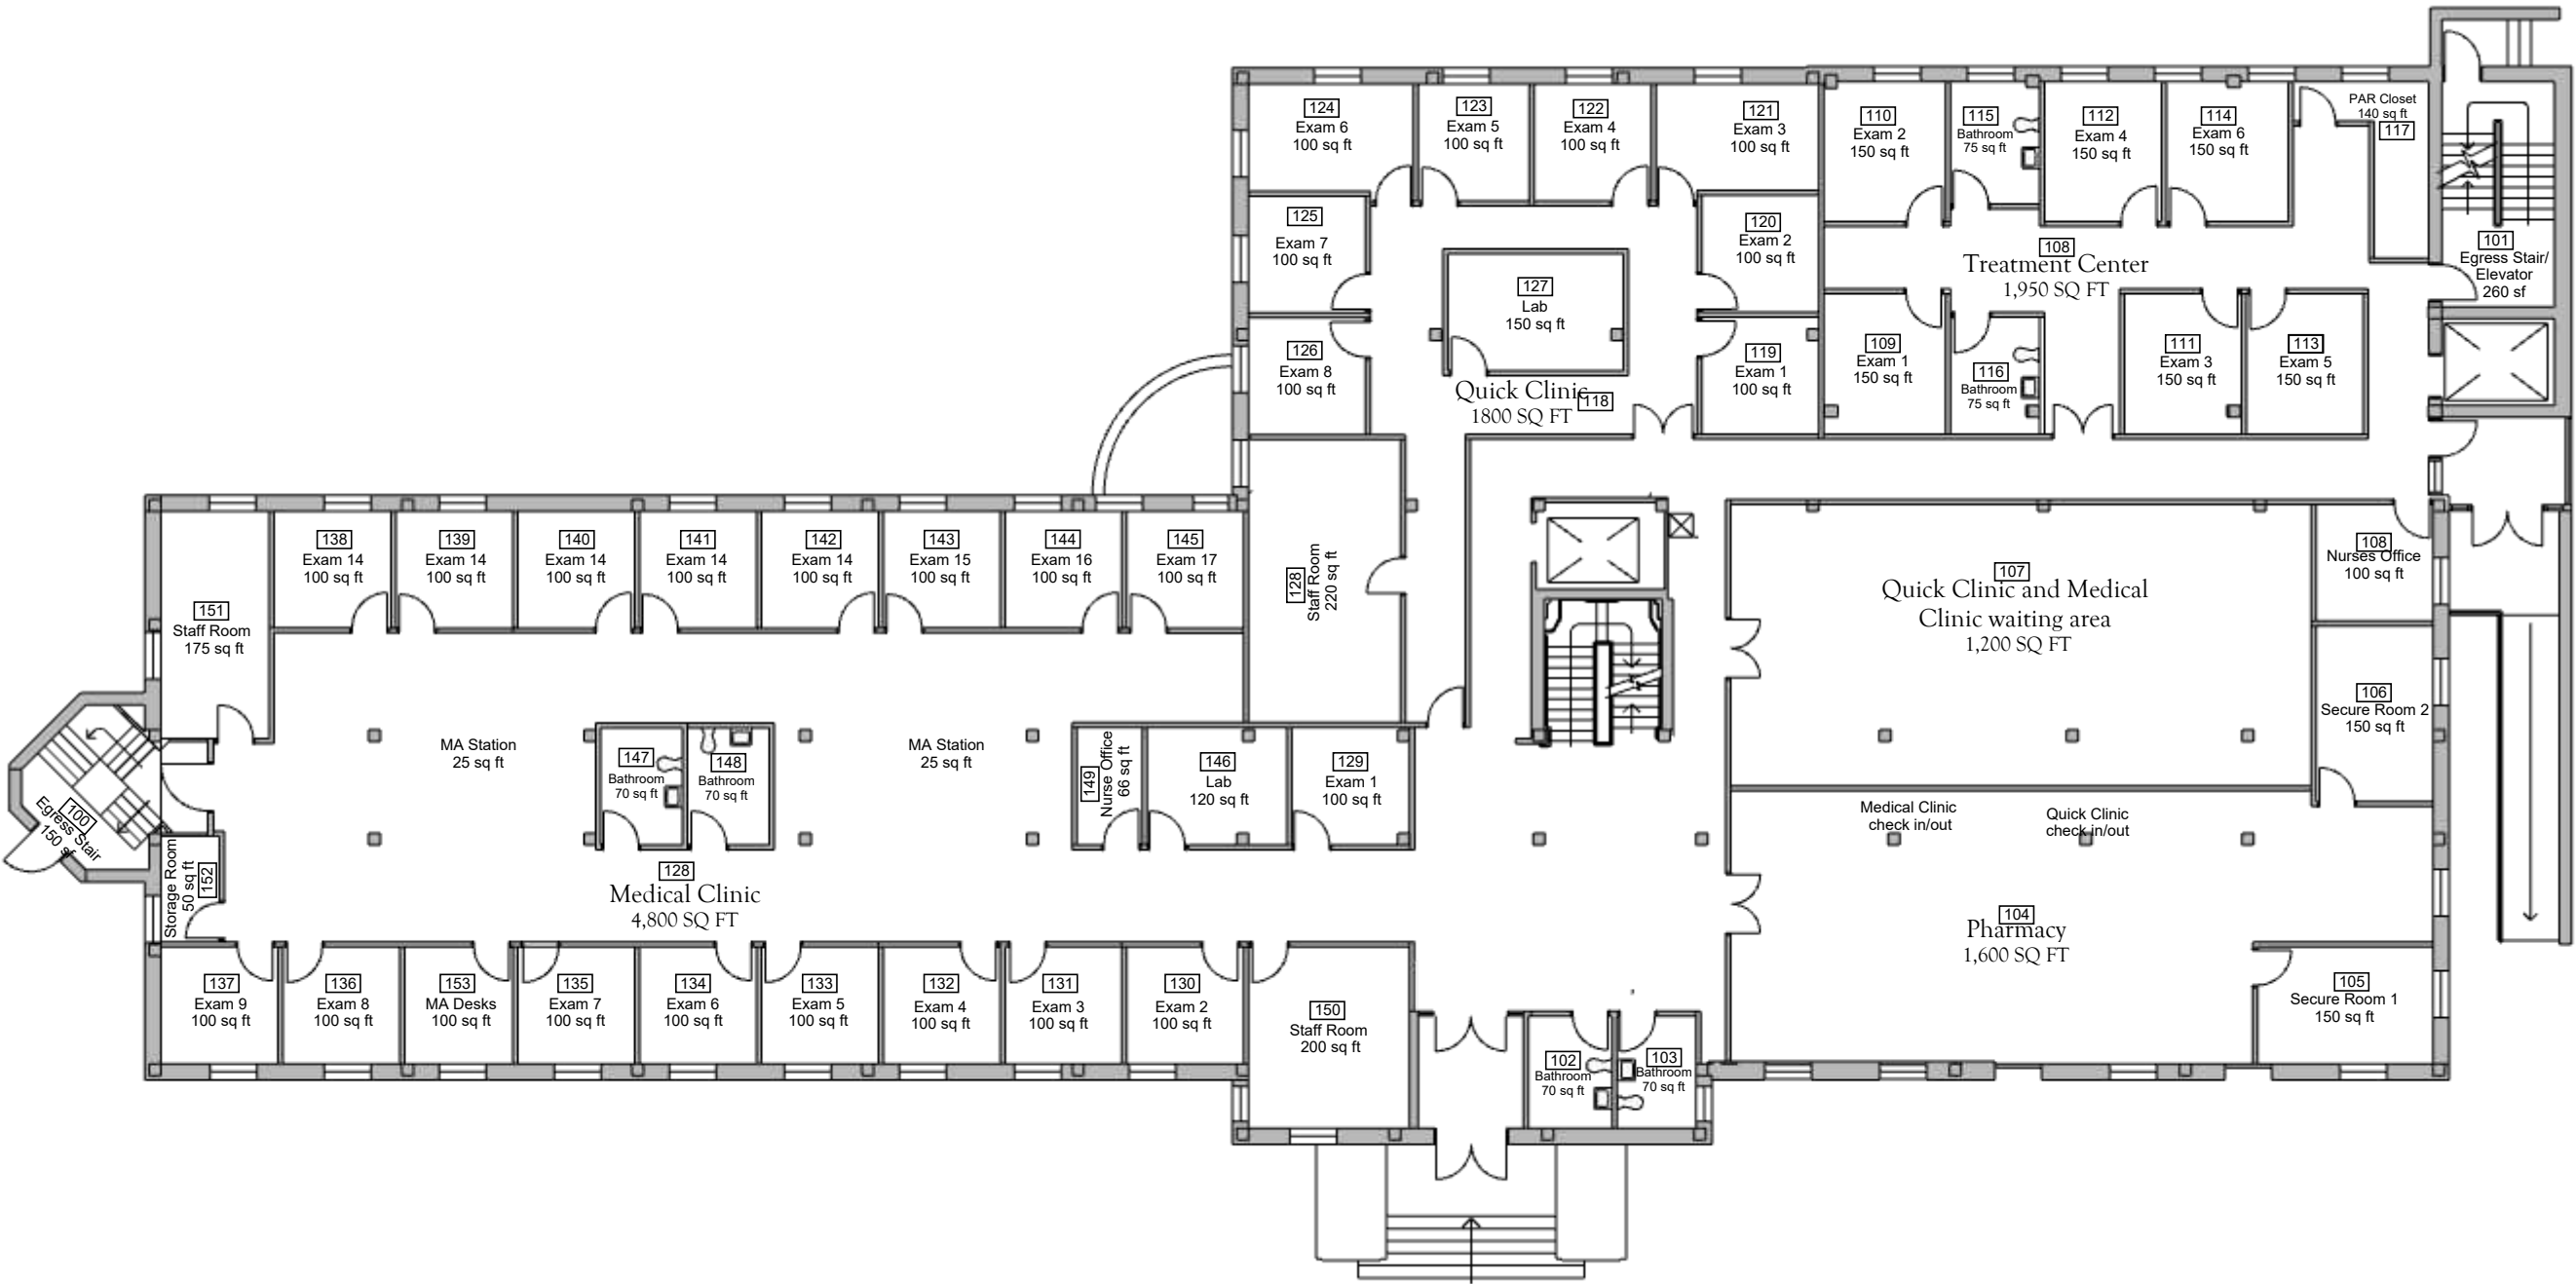 124
Exam 6
100 sq ft
123
Exam 5
100 sq ft
122
Exam 4
100 sq ft
121
Exam 3
100 sq ft
110
Exam 2
150 sq ft
115
Bathroom
75 sq ft
112
Exam 4
150 sq ft
114
Exam 6
150 sq ft
PAR Closet
140 sq ft
117
125
Exam 7
100 sq ft
120
Exam 2
100 sq ft
108
Treatment Center
1,950 SQ FT
101
Egress Stair/
Elevator
260 sf
127
Lab
150 sq ft
126
Exam 8
100 sq ft
119
Exam 1
100 sq ft
109
Exam 1
150 sq ft
116
Bathroom
75 sq ft
111
Exam 3
150 sq ft
113
Exam 5
150 sq ft
Quick Clinic
118
1800 SQ FT
138
Exam 14
100 sq ft
139
Exam 14
100 sq ft
140
Exam 14
100 sq ft
141
Exam 14
100 sq ft
142
Exam 14
100 sq ft
143
Exam 15
100 sq ft
144
Exam 16
100 sq ft
145
Exam 17
100 sq ft
128
Staff Room
220 sq ft
107
Quick Clinic and Medical
Clinic waiting area
1,200 SQ FT
108
Nurses Office
100 sq ft
151
Staff Room
175 sq ft
106
Secure Room 2
150 sq ft
MA Station
25 sq ft
147
Bathroom
70 sq ft
148
Bathroom
70 sq ft
MA Station
25 sq ft
149
Nurse Office
66 sq ft
146
Lab
120 sq ft
129
Exam 1
100 sq ft
100
Egress Stair
150 sf
Storage Room
50 sq ft
152
128
Medical Clinic
4,800 SQ FT
Medical Clinic
check in/out
Quick Clinic
check in/out
104
Pharmacy
1,600 SQ FT
137
Exam 9
100 sq ft
136
Exam 8
100 sq ft
153
MA Desks
100 sq ft
135
Exam 7
100 sq ft
134
Exam 6
100 sq ft
133
Exam 5
100 sq ft
132
Exam 4
100 sq ft
131
Exam 3
100 sq ft
130
Exam 2
100 sq ft
150
Staff Room
200 sq ft
102
Bathroom
70 sq ft
103
Bathroom
70 sq ft
105
Secure Room 1
150 sq ft